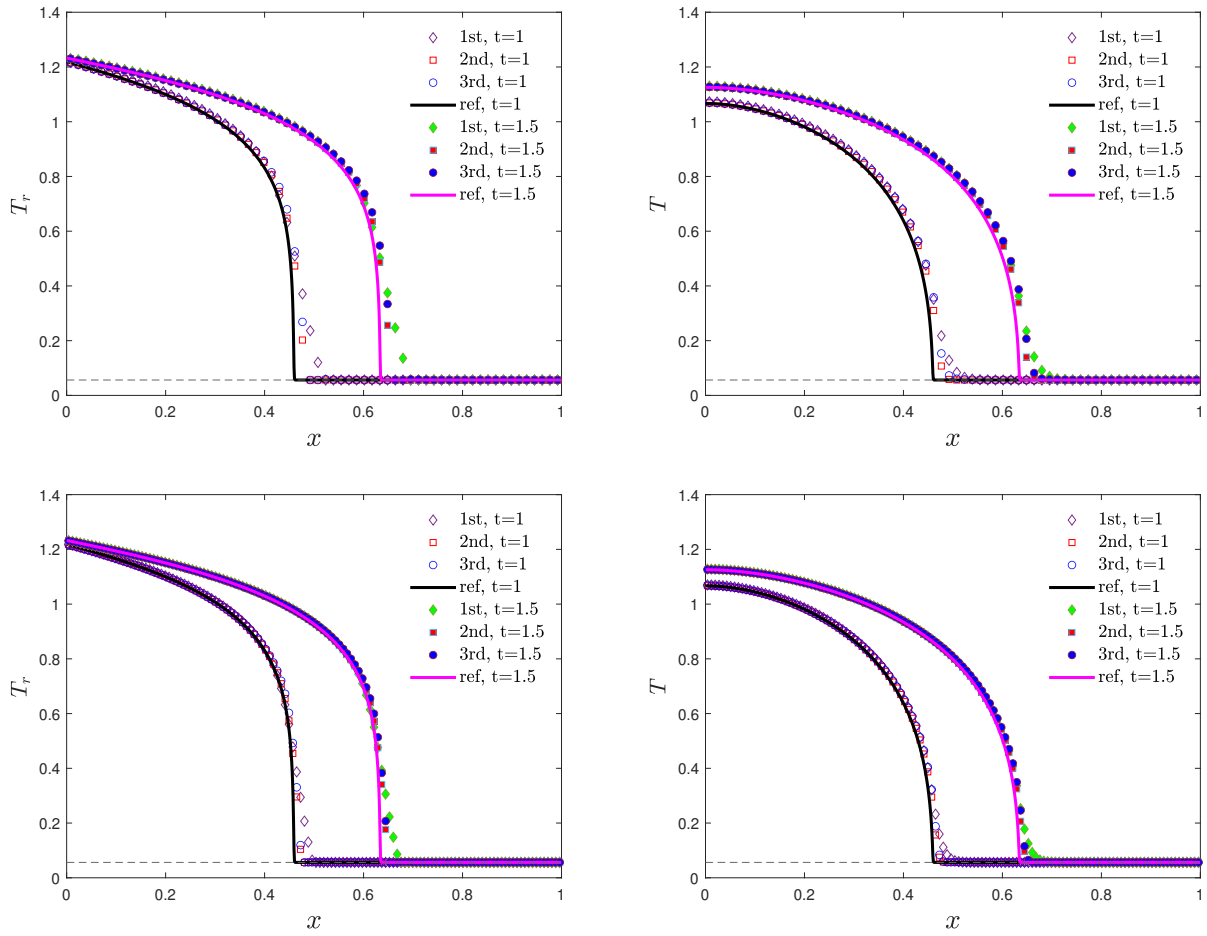 1.4
1.2
1
0.8
0.6
0.4
0.2
0
T_r
0
0.2
0.4
0.6
0.8
1
x
1st, t=1
2nd, t=1
3rd, t=1
ref, t=1
1st, t=1.5
2nd, t=1.5
3rd, t=1.5
ref, t=1.5
1.4
1.2
1
0.8
0.6
0.4
0.2
0
T
0
0.2
0.4
0.6
0.8
1
x
1st, t=1
2nd, t=1
3rd, t=1
ref, t=1
1st, t=1.5
2nd, t=1.5
3rd, t=1.5
ref, t=1.5
1.4
1.2
1
0.8
0.6
0.4
0.2
0
T_r
0
0.2
0.4
0.6
0.8
1
x
1st, t=1
2nd, t=1
3rd, t=1
ref, t=1
1st, t=1.5
2nd, t=1.5
3rd, t=1.5
ref, t=1.5
1.4
1.2
1
0.8
0.6
0.4
0.2
0
T
0
0.2
0.4
0.6
0.8
1
x
1st, t=1
2nd, t=1
3rd, t=1
ref, t=1
1st, t=1.5
2nd, t=1.5
3rd, t=1.5
ref, t=1.5